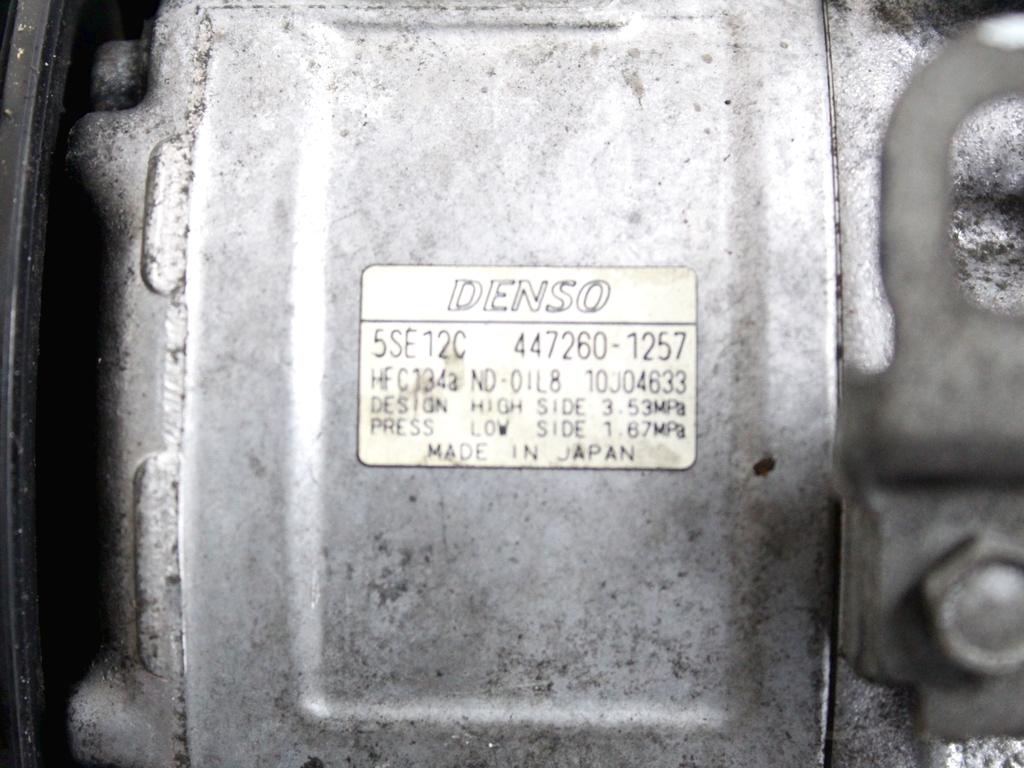 DENSO
5SE12C 447260-1257
HFC134a ND-OIL8 10J04633
DESIGN HIGH SIDE 3.53MPa
PRESS LOW SIDE 1.67MPa
MADE IN JAPAN